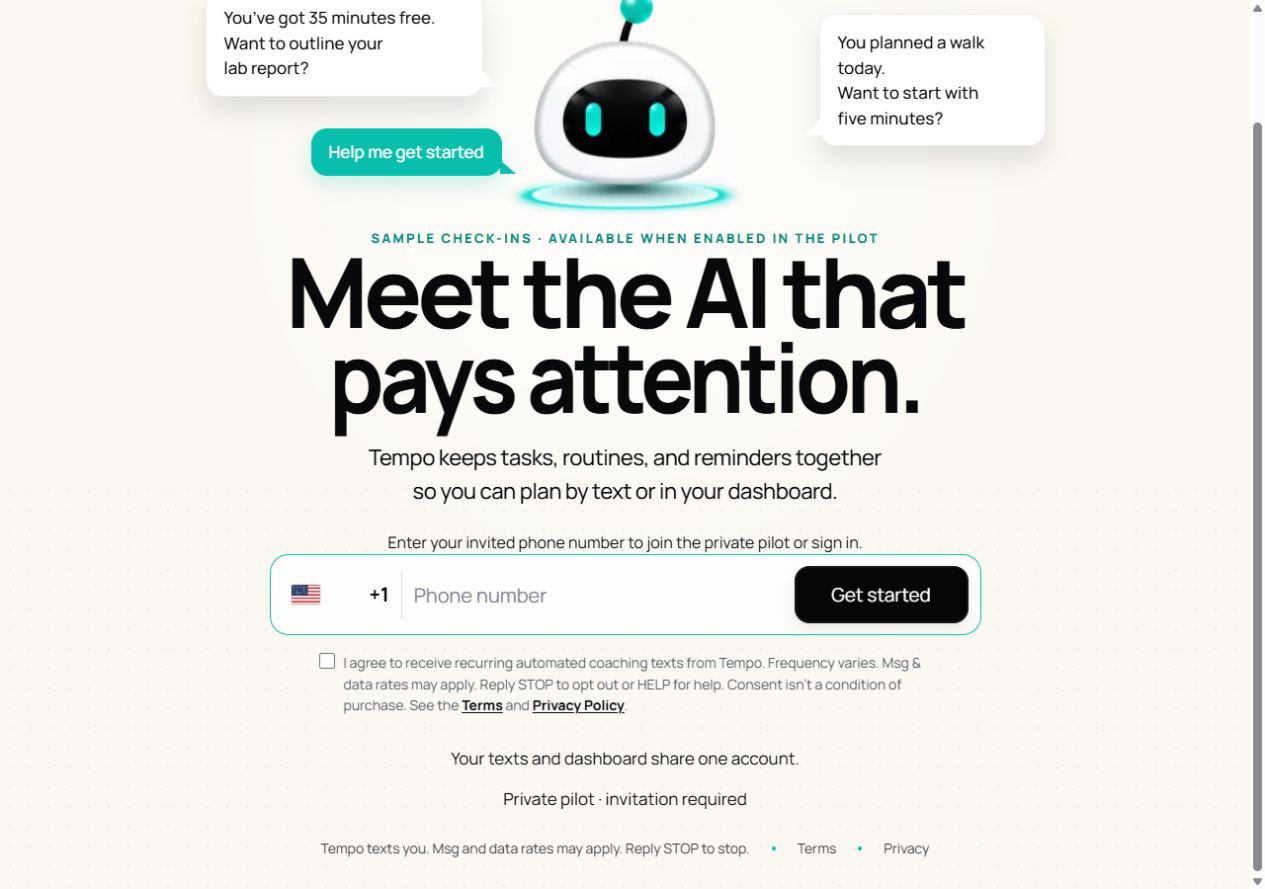 You've got 35 minutes free.
Want to outline your
lab report?
You planned a walk
today.
Want to start with
five minutes?
Help me get started
SAMPLE CHECK-INS · AVAILABLE WHEN ENABLED IN THE PILOT
Meet the AI that
pays attention.
Tempo keeps tasks, routines, and reminders together
so you can plan by text or in your dashboard.
Enter your invited phone number to join the private pilot or sign in.
+1 Phone number Get started
I agree to receive recurring automated coaching texts from Tempo. Frequency varies. Msg &
data rates may apply. Reply STOP to opt out or HELP for help. Consent isn't a condition of
purchase. See the Terms and Privacy Policy.
Your texts and dashboard share one account.
Private pilot · invitation required
Tempo texts you. Msg and data rates may apply. Reply STOP to stop. • Terms • Privacy